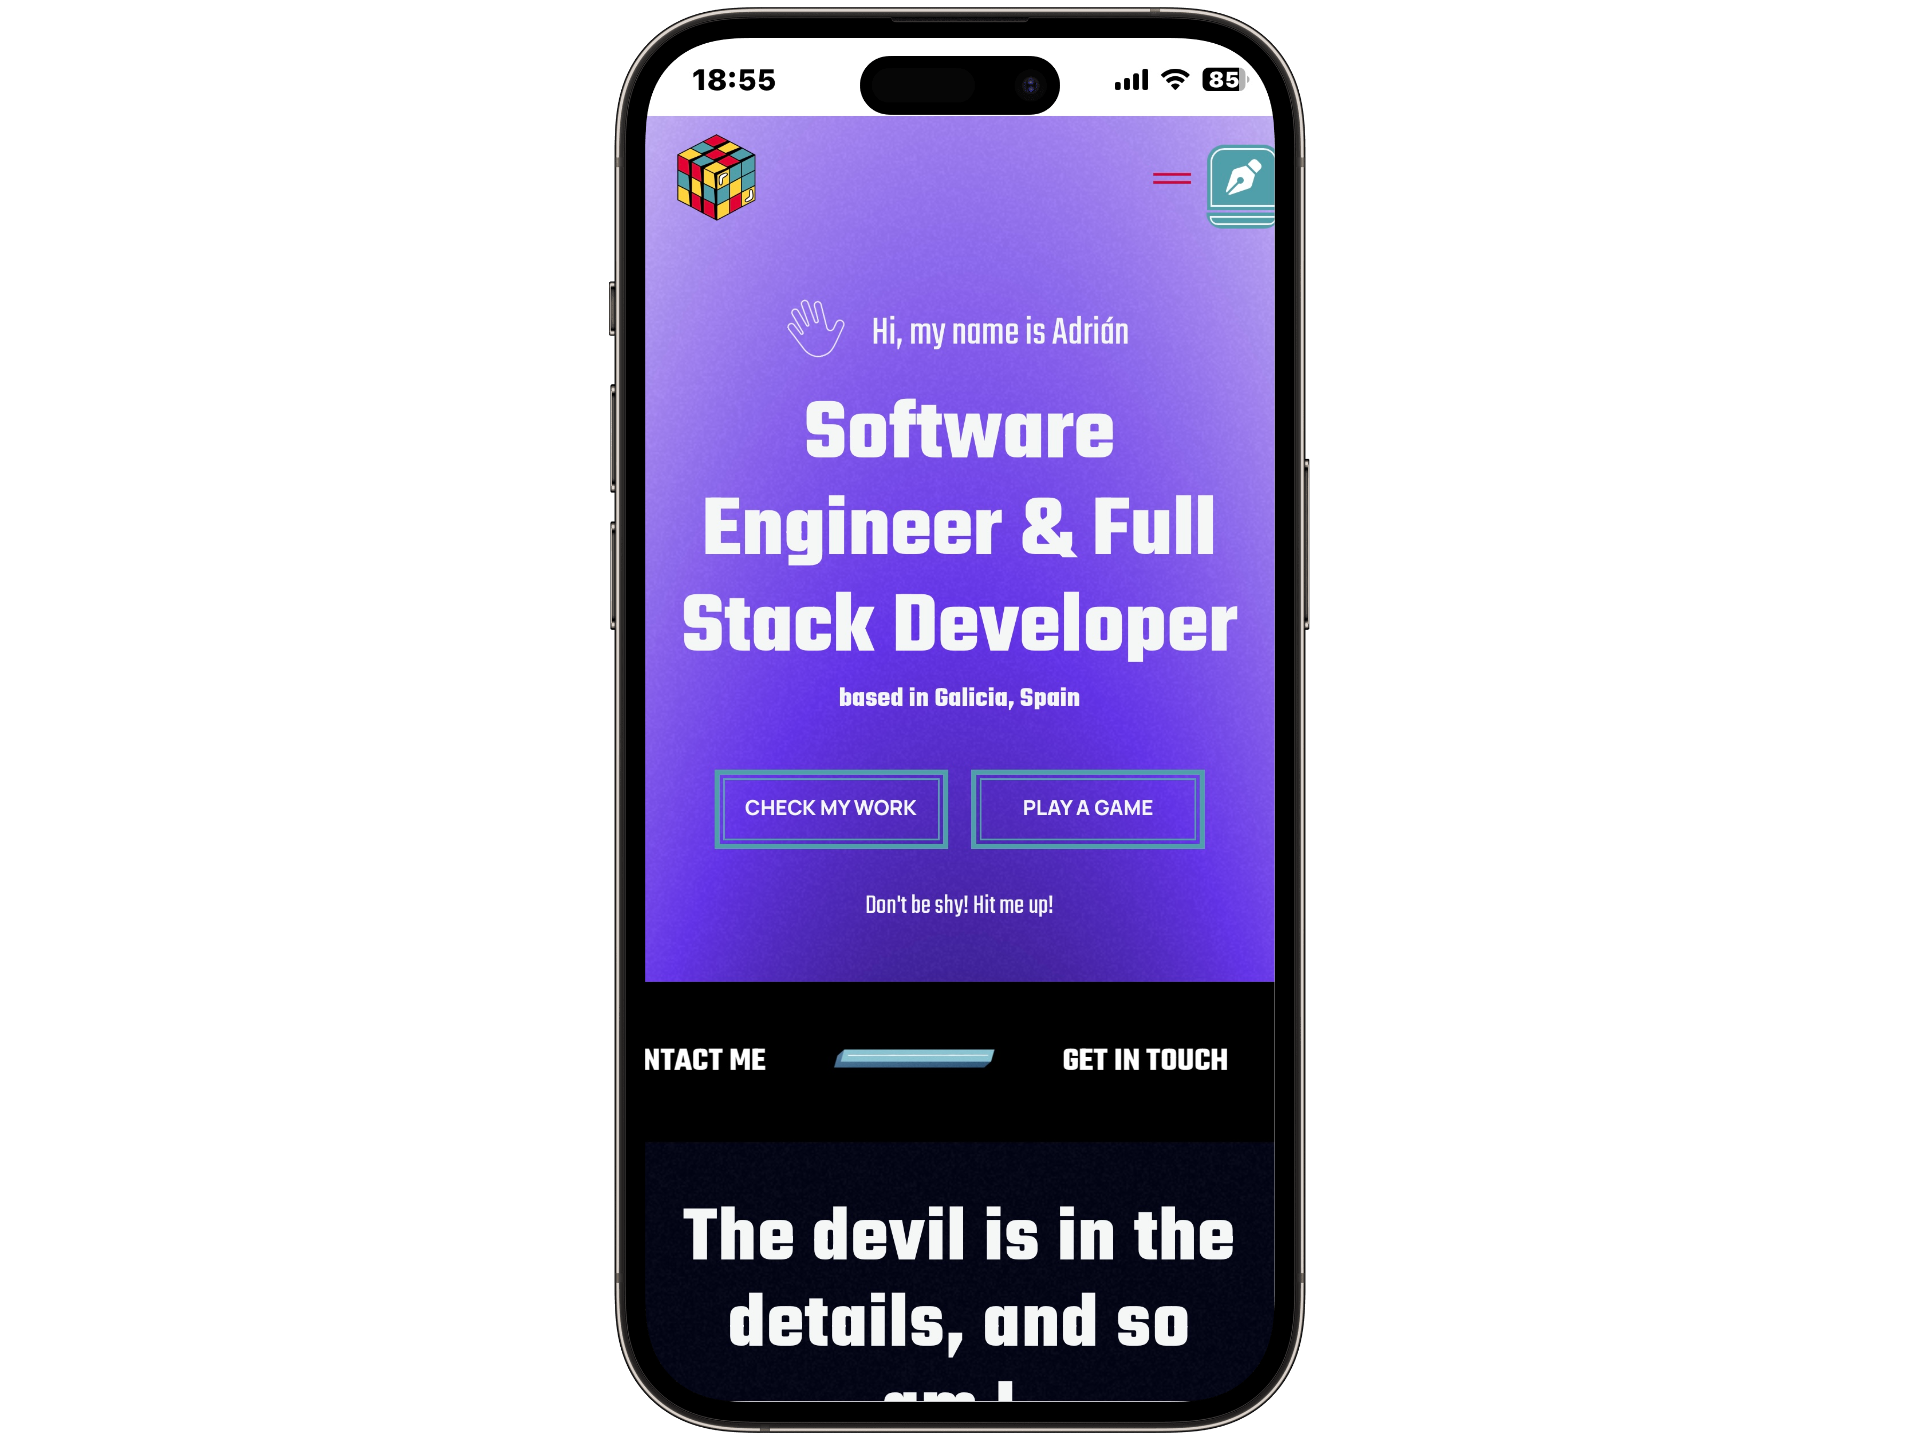 18:55
85
Hi, my name is Adrián
Software
Engineer & Full
Stack Developer
based in Galicia, Spain
CHECK MY WORK
PLAY A GAME
Don't be shy! Hit me up!
NTACT ME
GET IN TOUCH
The devil is in the
details, and so
am I